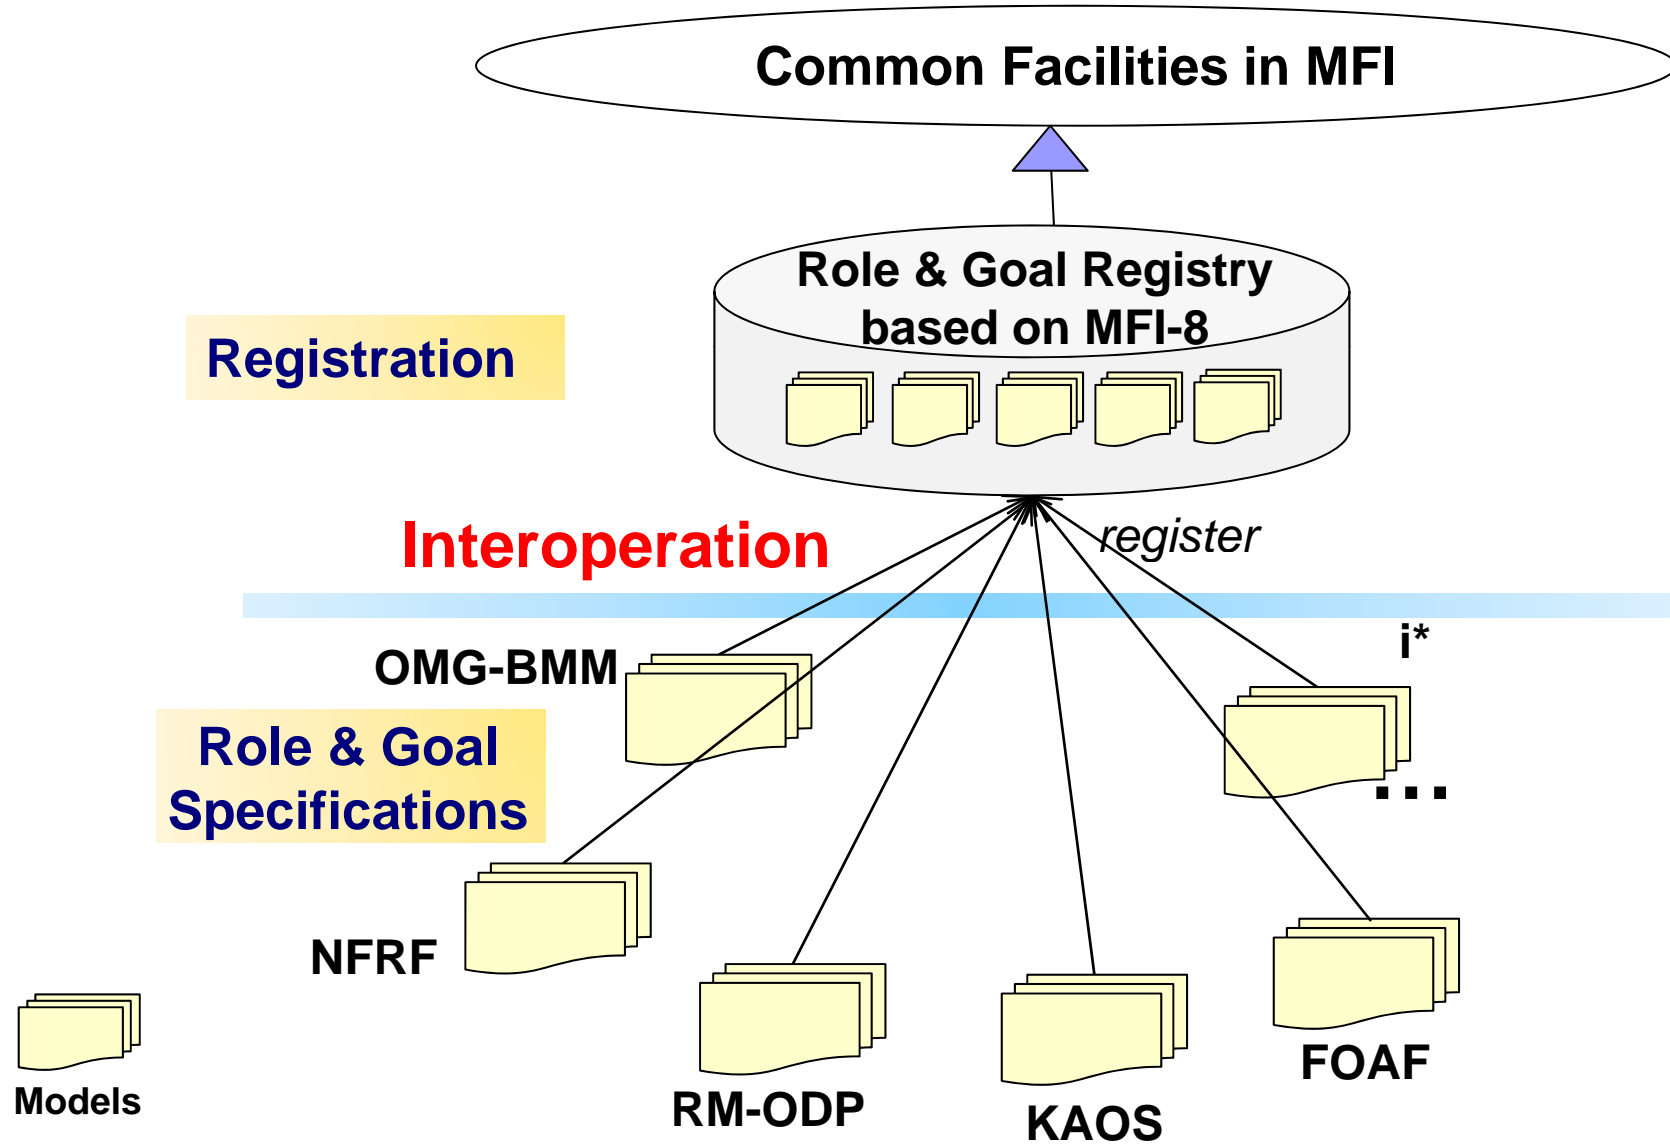 Common Facilities in MFI
Role & Goal Registry
based on MFI-8
Registration
Interoperation
register
i*
OMG-BMM
Role & Goal
Specifications
...
NFRF
FOAF
Models
RM-ODP
KAOS